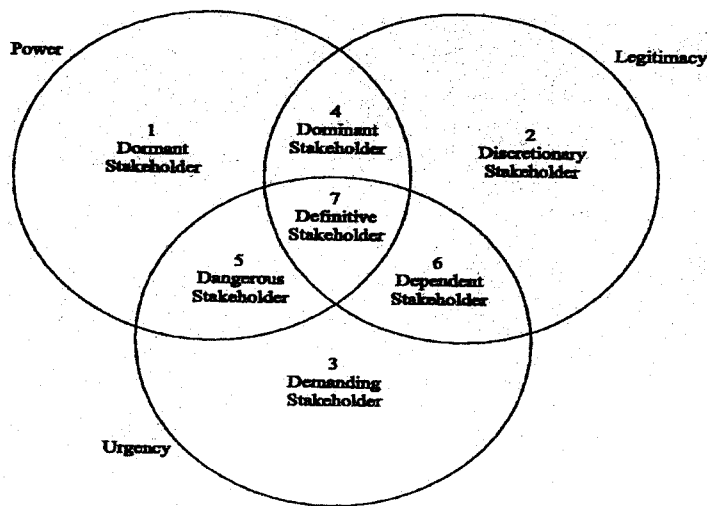 Power
Legitimacy
1
Dormant
Stakeholder
4
Dominant
Stakeholder
2
Discretionary
Stakeholder
7
Definitive
Stakeholder
5
Dangerous
Stakeholder
6
Dependent
Stakeholder
3
Demanding
Stakeholder
Urgency